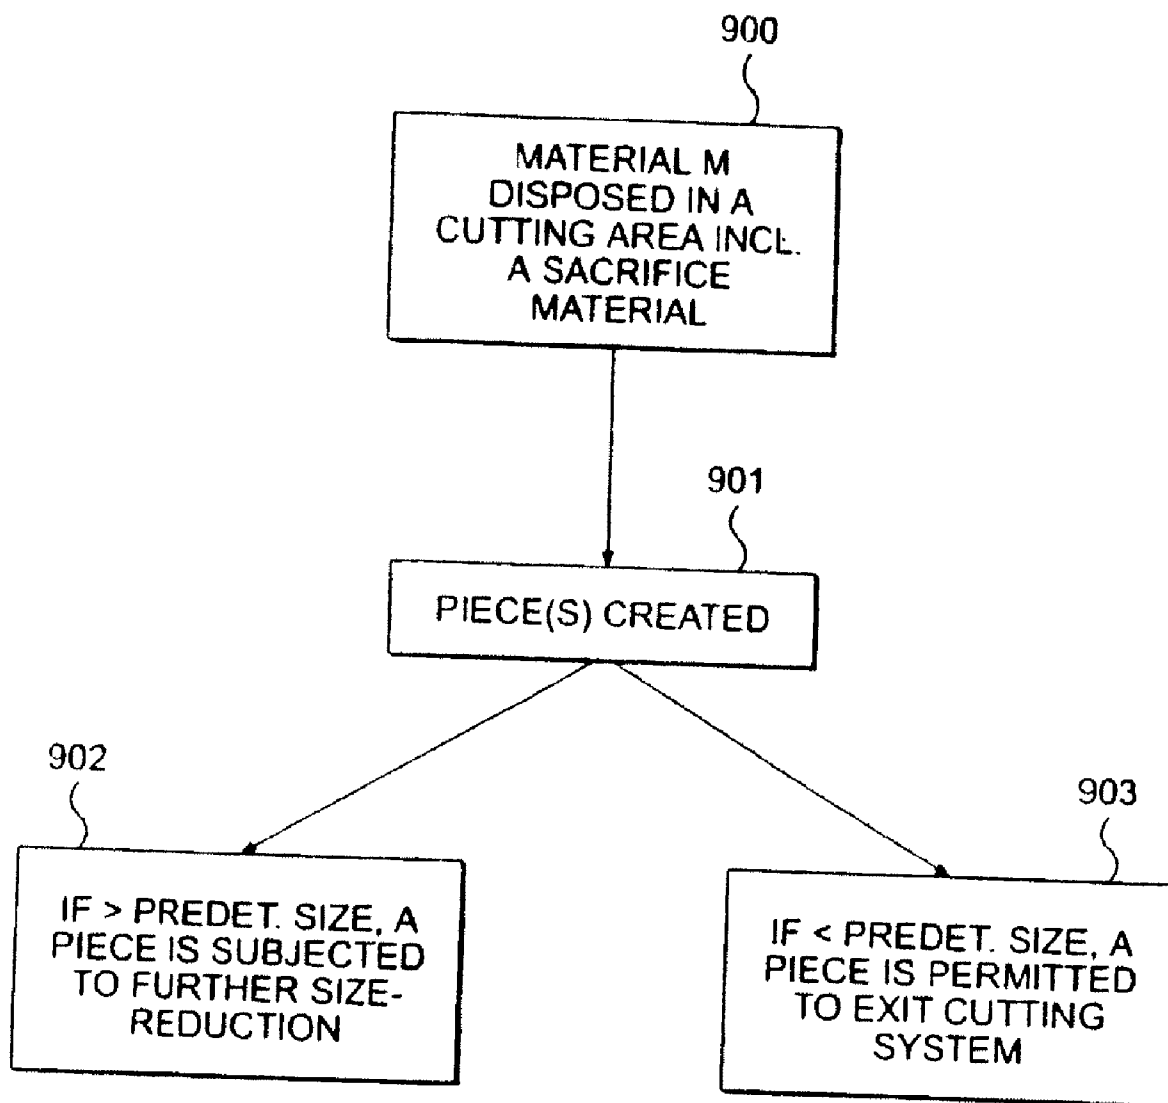 900
MATERIAL M
DISPOSED IN A
CUTTING AREA INCL.
A SACRIFICE
MATERIAL
901
PIECE(S) CREATED
902
IF > PREDET. SIZE, A
PIECE IS SUBJECTED
TO FURTHER SIZE-
REDUCTION
903
IF < PREDET. SIZE, A
PIECE IS PERMITTED
TO EXIT CUTTING
SYSTEM